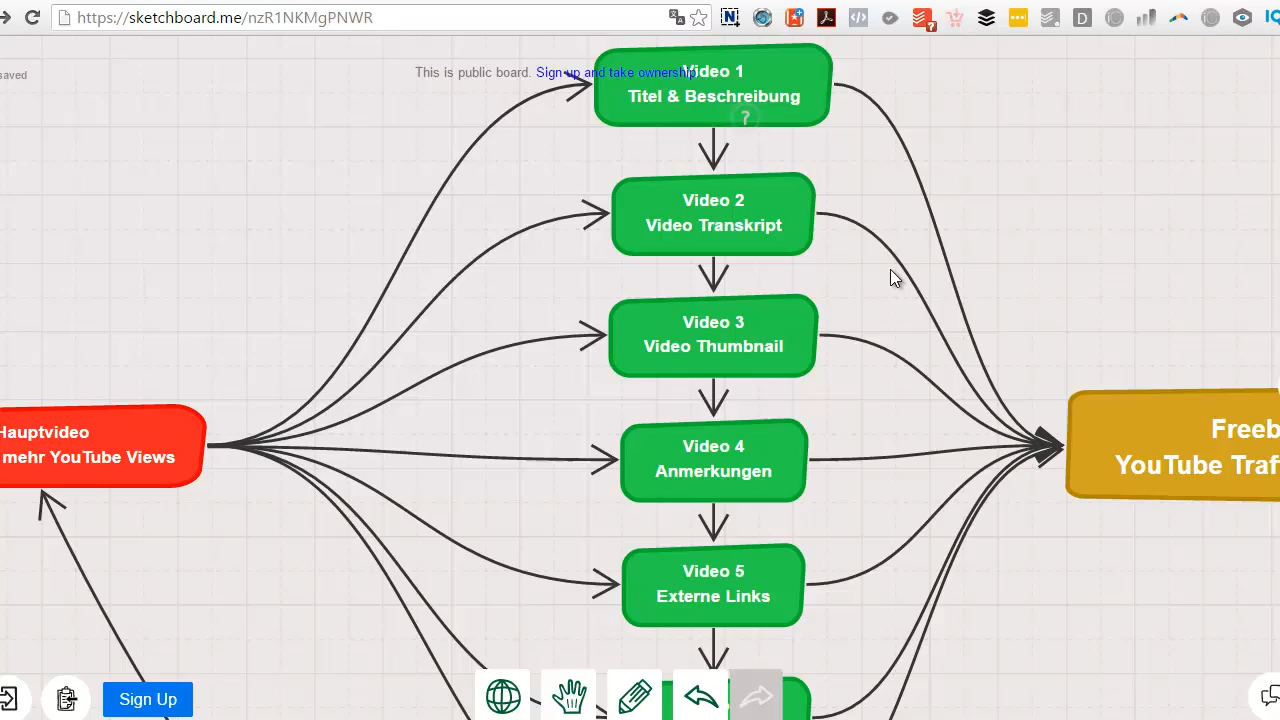 https://sketchboard.me/nzR1NKMgPNWR
7
saved
This is public board. Sign up and take ownership.
Video 1
Titel & Beschreibung
?
Video 2
Video Transkript
Video 3
Video Thumbnail
Hauptvideo
mehr YouTube Views
Video 4
Anmerkungen
Freeb
YouTube Traf
Video 5
Externe Links
Sign Up